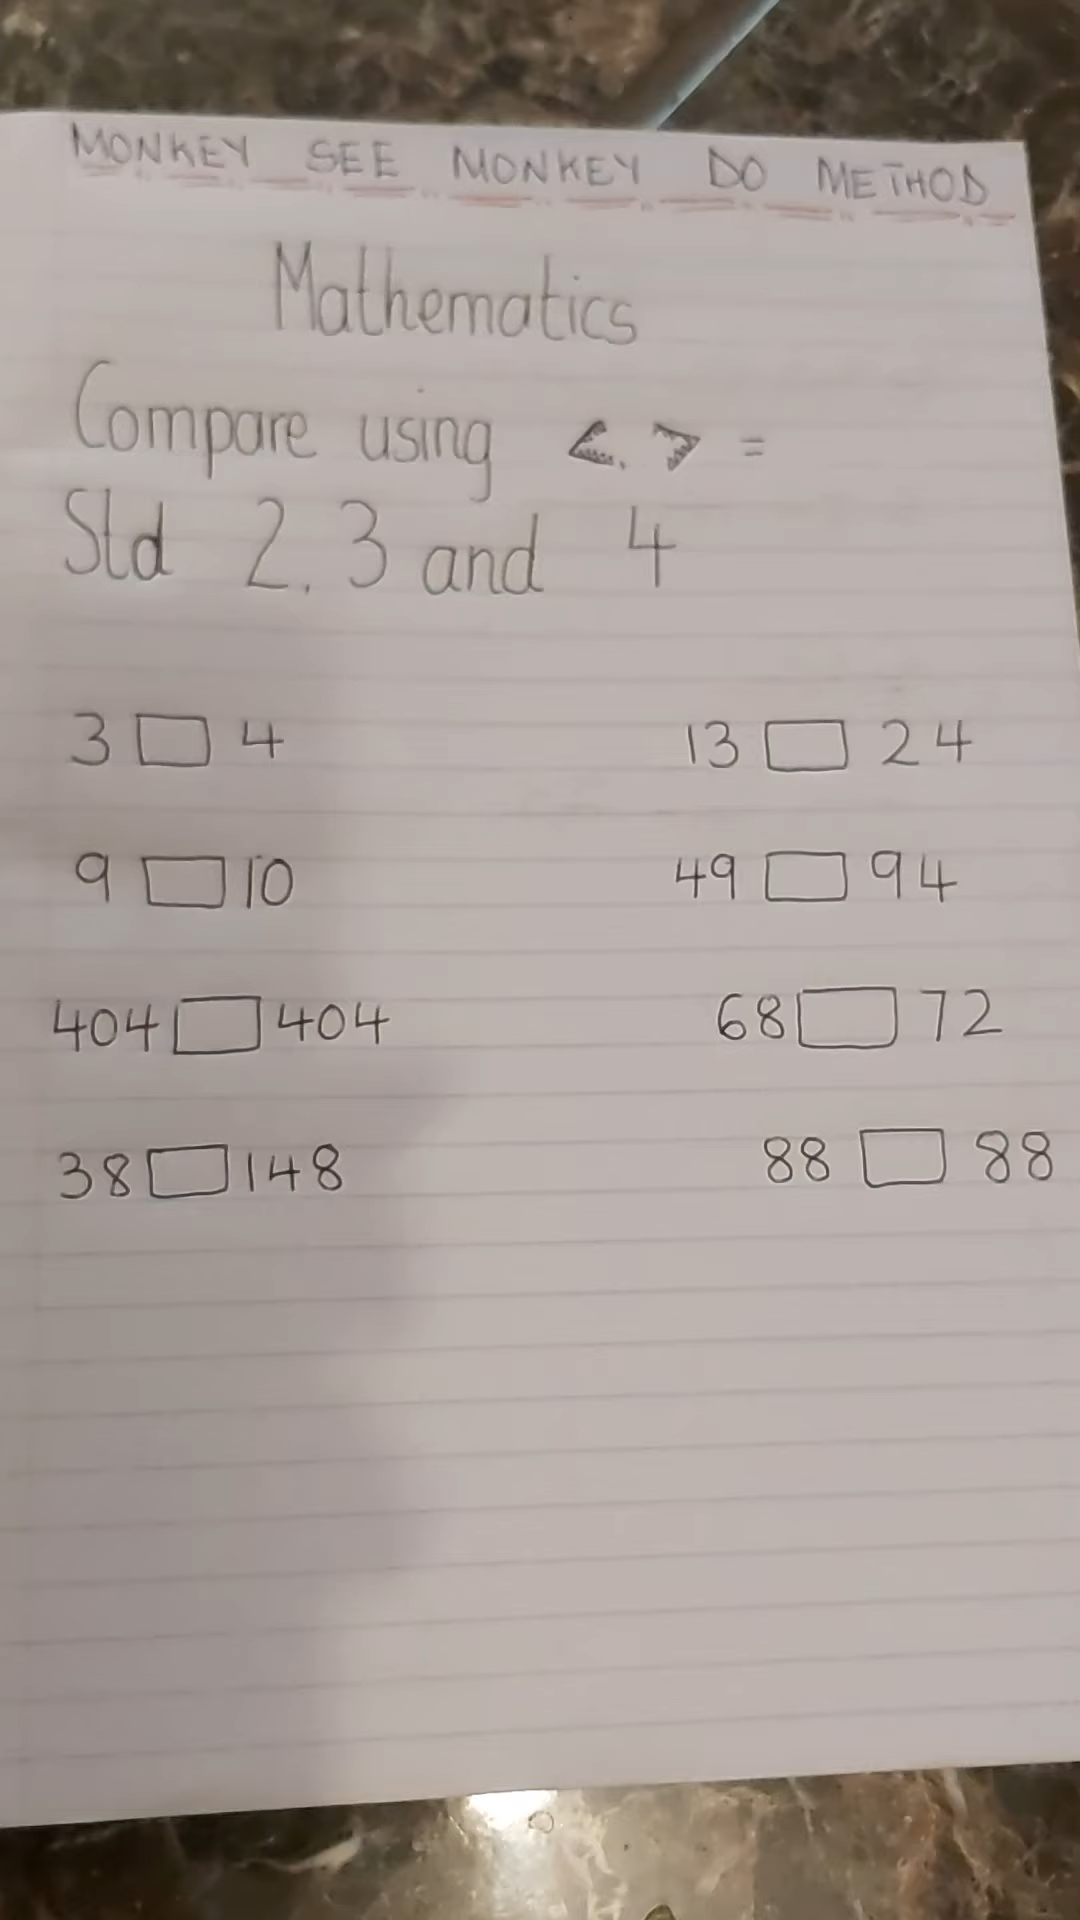 MONKEY SEE MONKEY DO METHOD
Mathematics
Compare using <, > =
Std 2, 3 and 4
3 □ 4 13 □ 24
9 □ 10 49 □ 94
404 □ 404 68 □ 72
38 □ 148 88 □ 88